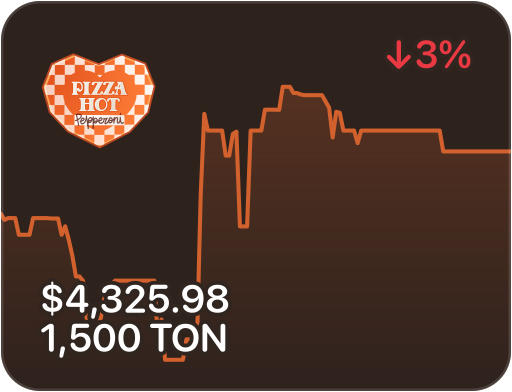 ↓3%
PIZZA
HOT
Pepperoni
$4,325.98
1,500 TON